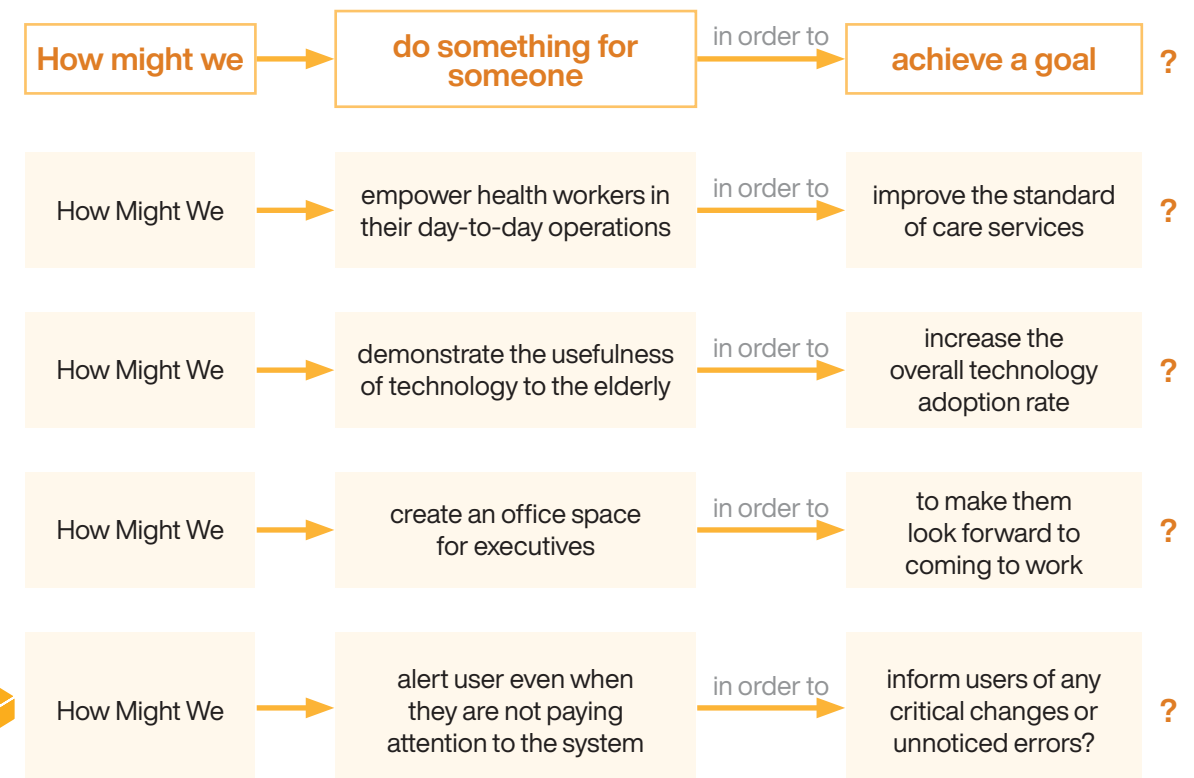 How might we
do something for
someone
in order to
achieve a goal
?
How Might We
empower health workers in
their day-to-day operations
in order to
improve the standard
of care services
?
How Might We
demonstrate the usefulness
of technology to the elderly
in order to
increase the
overall technology
adoption rate
?
How Might We
create an office space
for executives
in order to
to make them
look forward to
coming to work
?
How Might We
alert user even when
they are not paying
attention to the system
in order to
inform users of any
critical changes or
unnoticed errors?
?